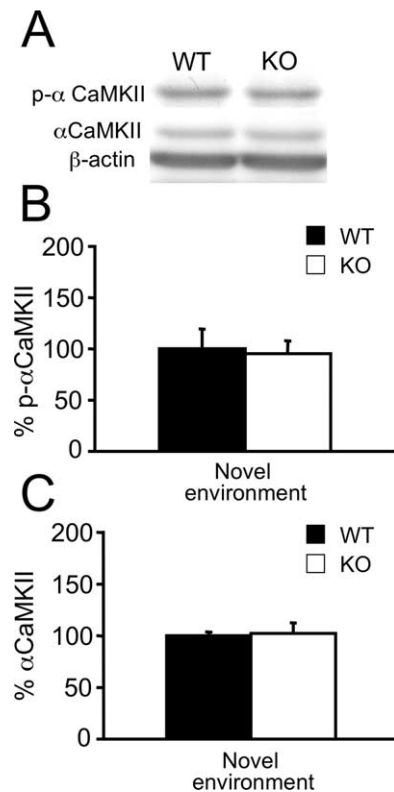 A
WT KO
p-α CaMKII
αCaMKII
β-actin
B
200
150
100
50
0
% p-αCaMKII
WT
KO
Novel
environment
C
200
150
100
50
0
% αCaMKII
WT
KO
Novel
environment